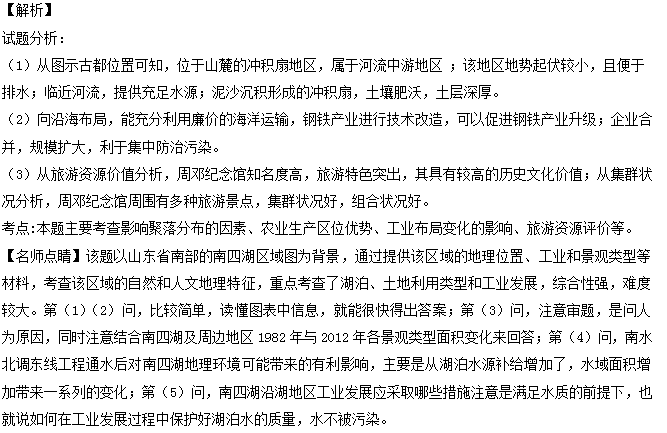 【解析】
试题分析：
（1）从图示古都位置可知，位于山麓的冲积扇地区，属于河流中游地区 ；该地区地势起伏较小，且便于
排水；临近河流，提供充足水源；泥沙沉积形成的冲积扇，土壤肥沃，土层深厚。
（2）向沿海布局，能充分利用廉价的海洋运输，钢铁产业进行技术改造，可以促进钢铁产业升级；企业合
并，规模扩大，利于集中防治污染。
（3）从旅游资源价值分析，周邓纪念馆知名度高，旅游特色突出，其具有较高的历史文化价值；从集群状
况分析，周邓纪念馆周围有多种旅游景点，集群状况好，组合状况好。
考点:本题主要考查影响聚落分布的因素、农业生产区位优势、工业布局变化的影响、旅游资源评价等。
【名师点睛】该题以山东省南部的南四湖区域图为背景，通过提供该区域的地理位置、工业和景观类型等
材料，考查该区域的自然和人文地理特征，重点考查了湖泊、土地利用类型和工业发展，综合性强，难度
较大。第（1）（2）问，比较简单，读懂图表中信息，就能很快得出答案；第（3）问，注意审题，是问人
为原因，同时注意结合南四湖及周边地区 1982 年与 2012 年各景观类型面积变化来回答；第（4）问，南水
北调东线工程通水后对南四湖地理环境可能带来的有利影响，主要是从湖泊水源补给增加了，水域面积增
加带来一系列的变化；第（5）问，南四湖沿湖地区工业发展应采取哪些措施注意是满足水质的前提下，也
就说如何在工业发展过程中保护好湖泊水的质量，水不被污染。